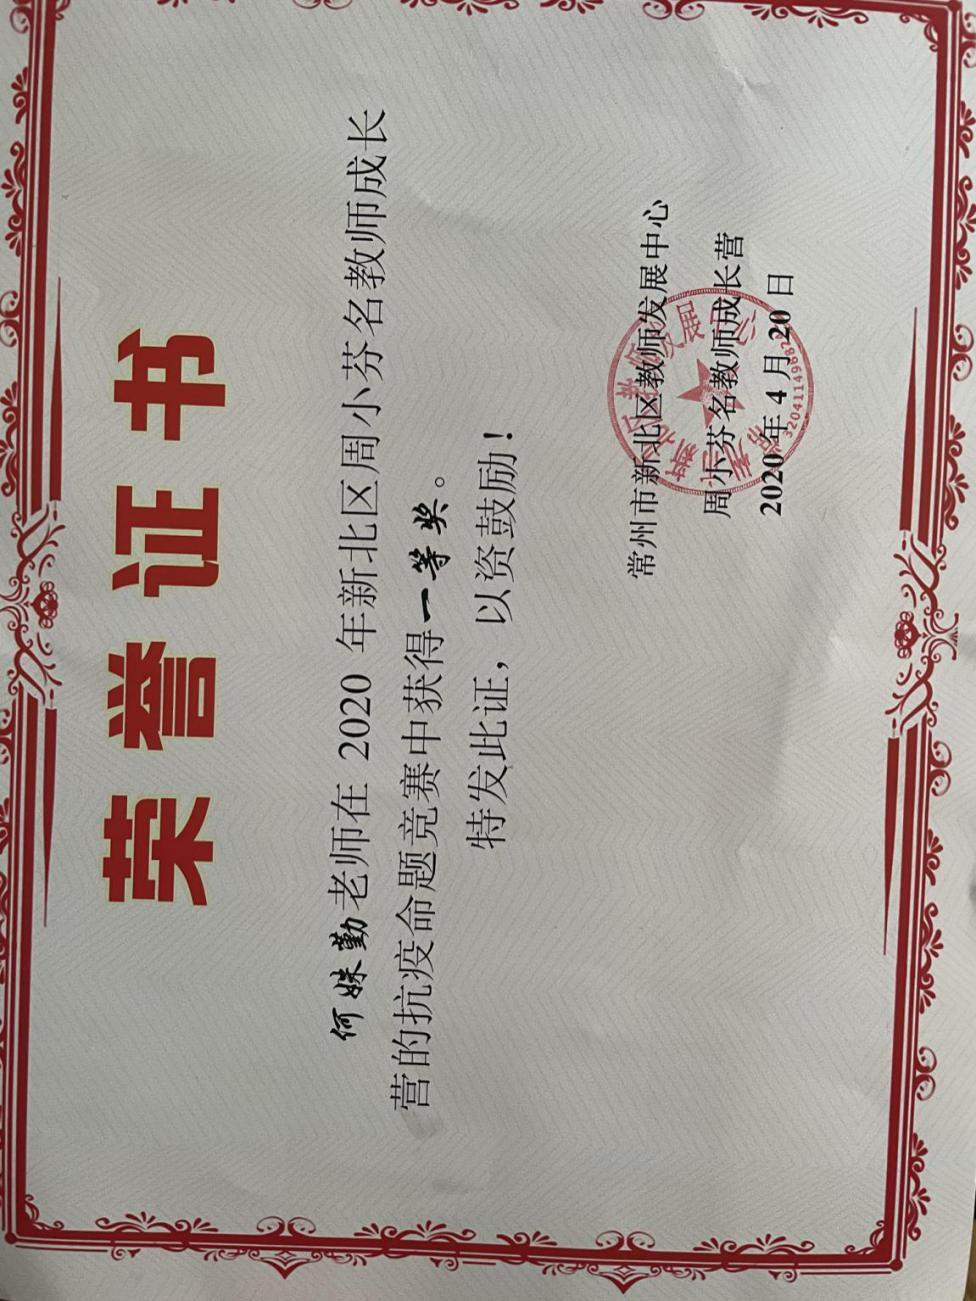 荣誉证书
何姝勤老师在 2020 年新北区周小芬名教师成长
营的抗疫命题竞赛中获得一等奖。
特发此证，以资鼓励！
常州市新北区教师发展中心
周小芬名教师成长营
2020 年 4 月 20 日